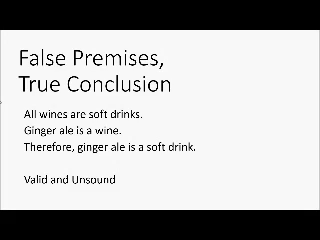 False Premises,
True Conclusion
All wines are soft drinks.
Ginger ale is a wine.
Therefore, ginger ale is a soft drink.
Valid and Unsound